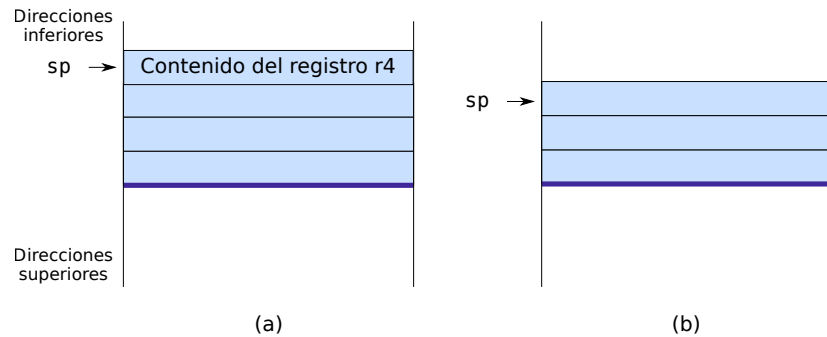 Direcciones
inferiores
sp
Contenido del registro r4
sp
Direcciones
superiores
(a)
(b)